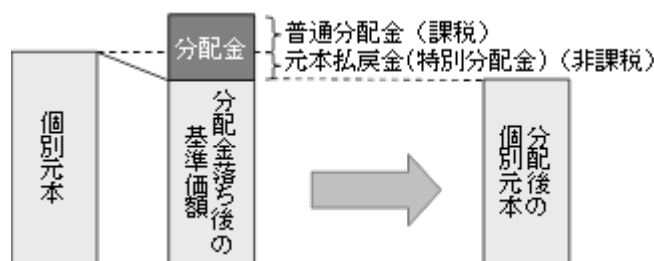 分配金
普通分配金（課税）
元本払戻金(特別分配金)（非課税）
個別元本
分配金落ち後の
基準価額
分配後の
個別元本